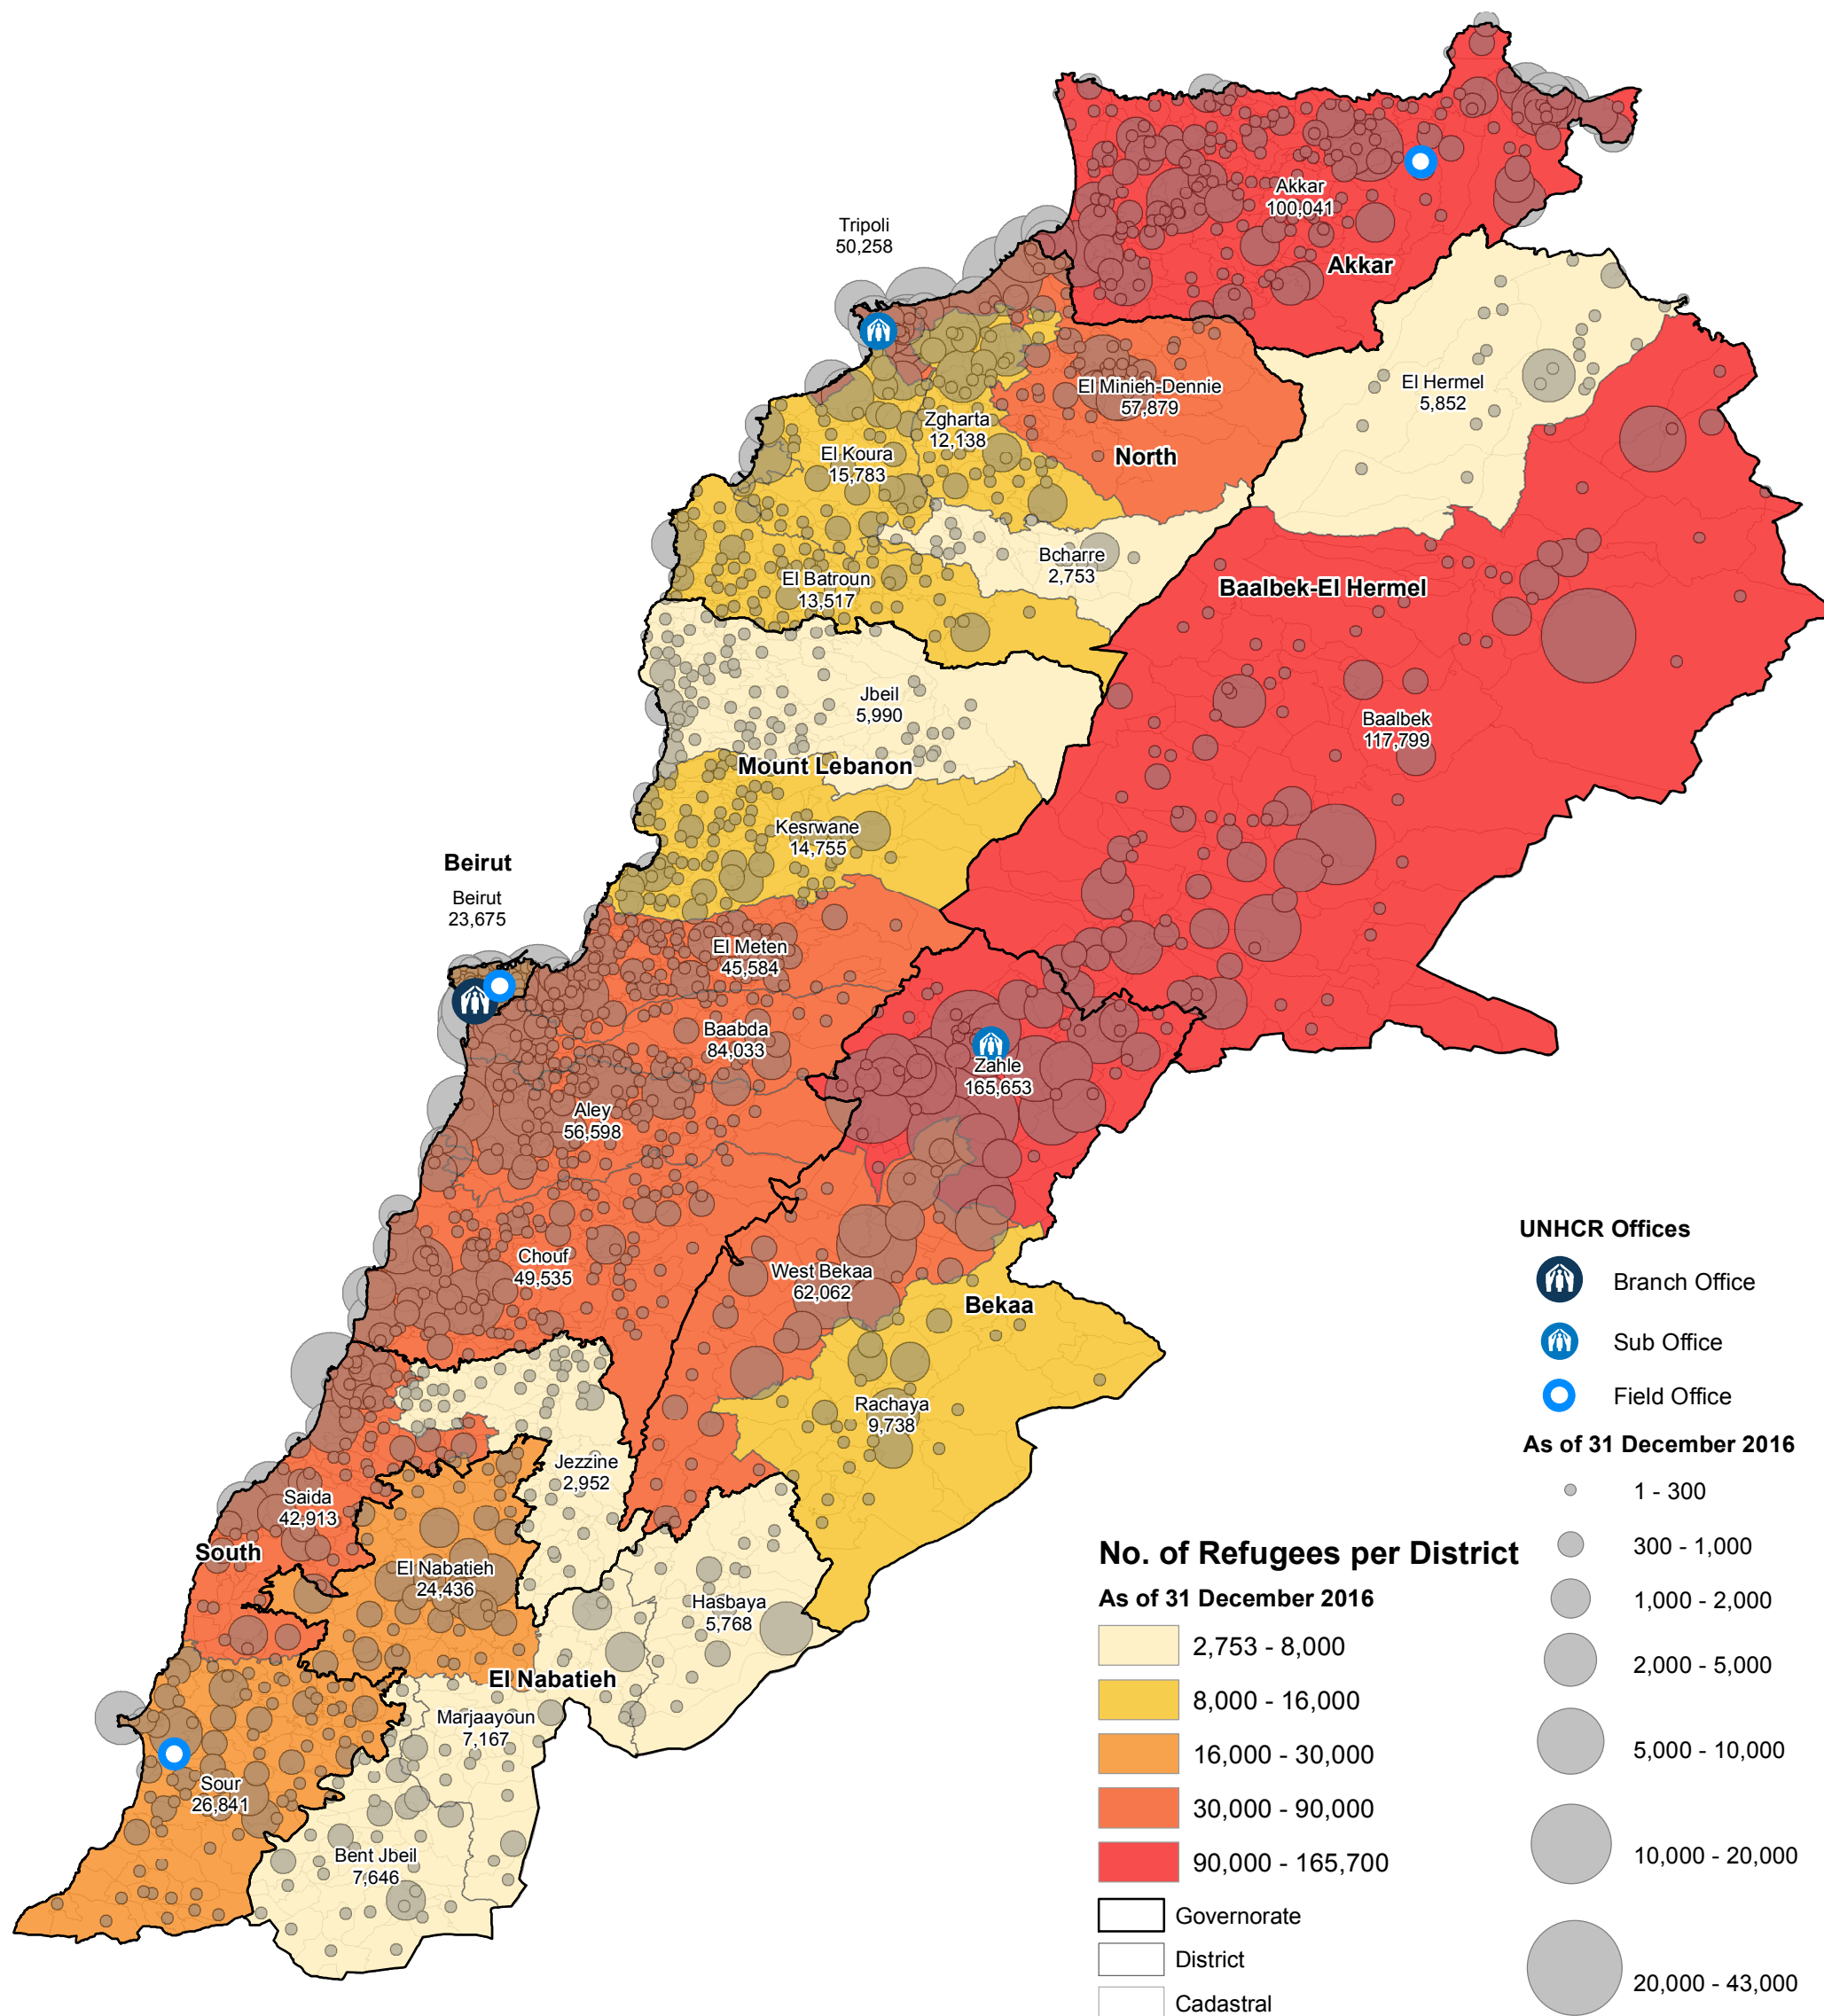 Akkar
100,041
Akkar
Tripoli
50,258
El Hermel
5,852
El Minieh-Dennie
57,879
Zgharta
12,138
El Koura
15,783
North
Bcharre
2,753
El Batroun
13,517
Baalbek-El Hermel
Jbeil
5,990
Baalbek
117,799
Mount Lebanon
Kesrwane
14,755
Beirut
Beirut
23,675
El Meten
45,584
Baabda
84,033
Zahle
165,653
Aley
56,598
Chouf
49,535
West Bekaa
62,062
Bekaa
Rachaya
9,738
Jezzine
2,952
Saida
42,913
South
El Nabatieh
24,436
Hasbaya
5,768
El Nabatieh
Marjaayoun
7,167
Sour
26,841
Bent Jbeil
7,646
UNHCR Offices
Branch Office
Sub Office
Field Office
As of 31 December 2016
1 - 300
300 - 1,000
1,000 - 2,000
2,000 - 5,000
5,000 - 10,000
10,000 - 20,000
20,000 - 43,000
No. of Refugees per District
As of 31 December 2016
2,753 - 8,000
8,000 - 16,000
16,000 - 30,000
30,000 - 90,000
90,000 - 165,700
Governorate
District
Cadastral